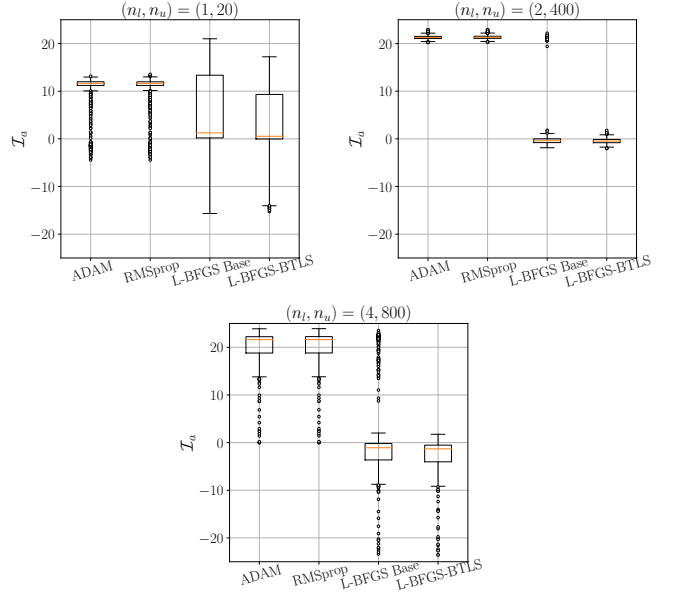 (n_l, n_u) = (1, 20)
20
10
0
−10
−20
I_a
ADAM
RMSprop
L-BFGS Base
L-BFGS-BTLS
(n_l, n_u) = (2, 400)
20
10
0
−10
−20
I_a
ADAM
RMSprop
L-BFGS Base
L-BFGS-BTLS
(n_l, n_u) = (4, 800)
20
10
0
−10
−20
I_a
ADAM
RMSprop
L-BFGS Base
L-BFGS-BTLS